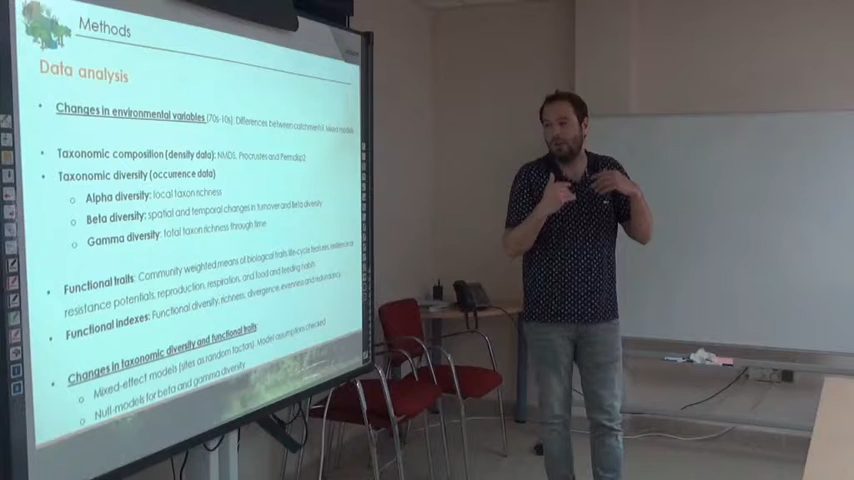 Methods
Data analysis
• Changes in environmental variables (70s-10s): Differences between catchments. Mixed models
• Taxonomic composition (density data): NMDS, Procrustes and Permdisp2
• Taxonomic diversity (occurrence data)
○ Alpha diversity: local taxon richness
○ Beta diversity: spatial and temporal changes in turnover and Beta diversity
○ Gamma diversity: total taxon richness through time
• Functional traits: Community weighted means of biological traits life-cycle features, resilience or
resistance potentials, reproduction, respiration, and food and feeding habits
• Functional indexes: Functional diversity, richness, divergence, evenness and redundancy
• Changes in taxonomic diversity and functional traits
○ Mixed-effect models (sites as random factors). Model assumptions checked
○ Null-models for beta and gamma diversity